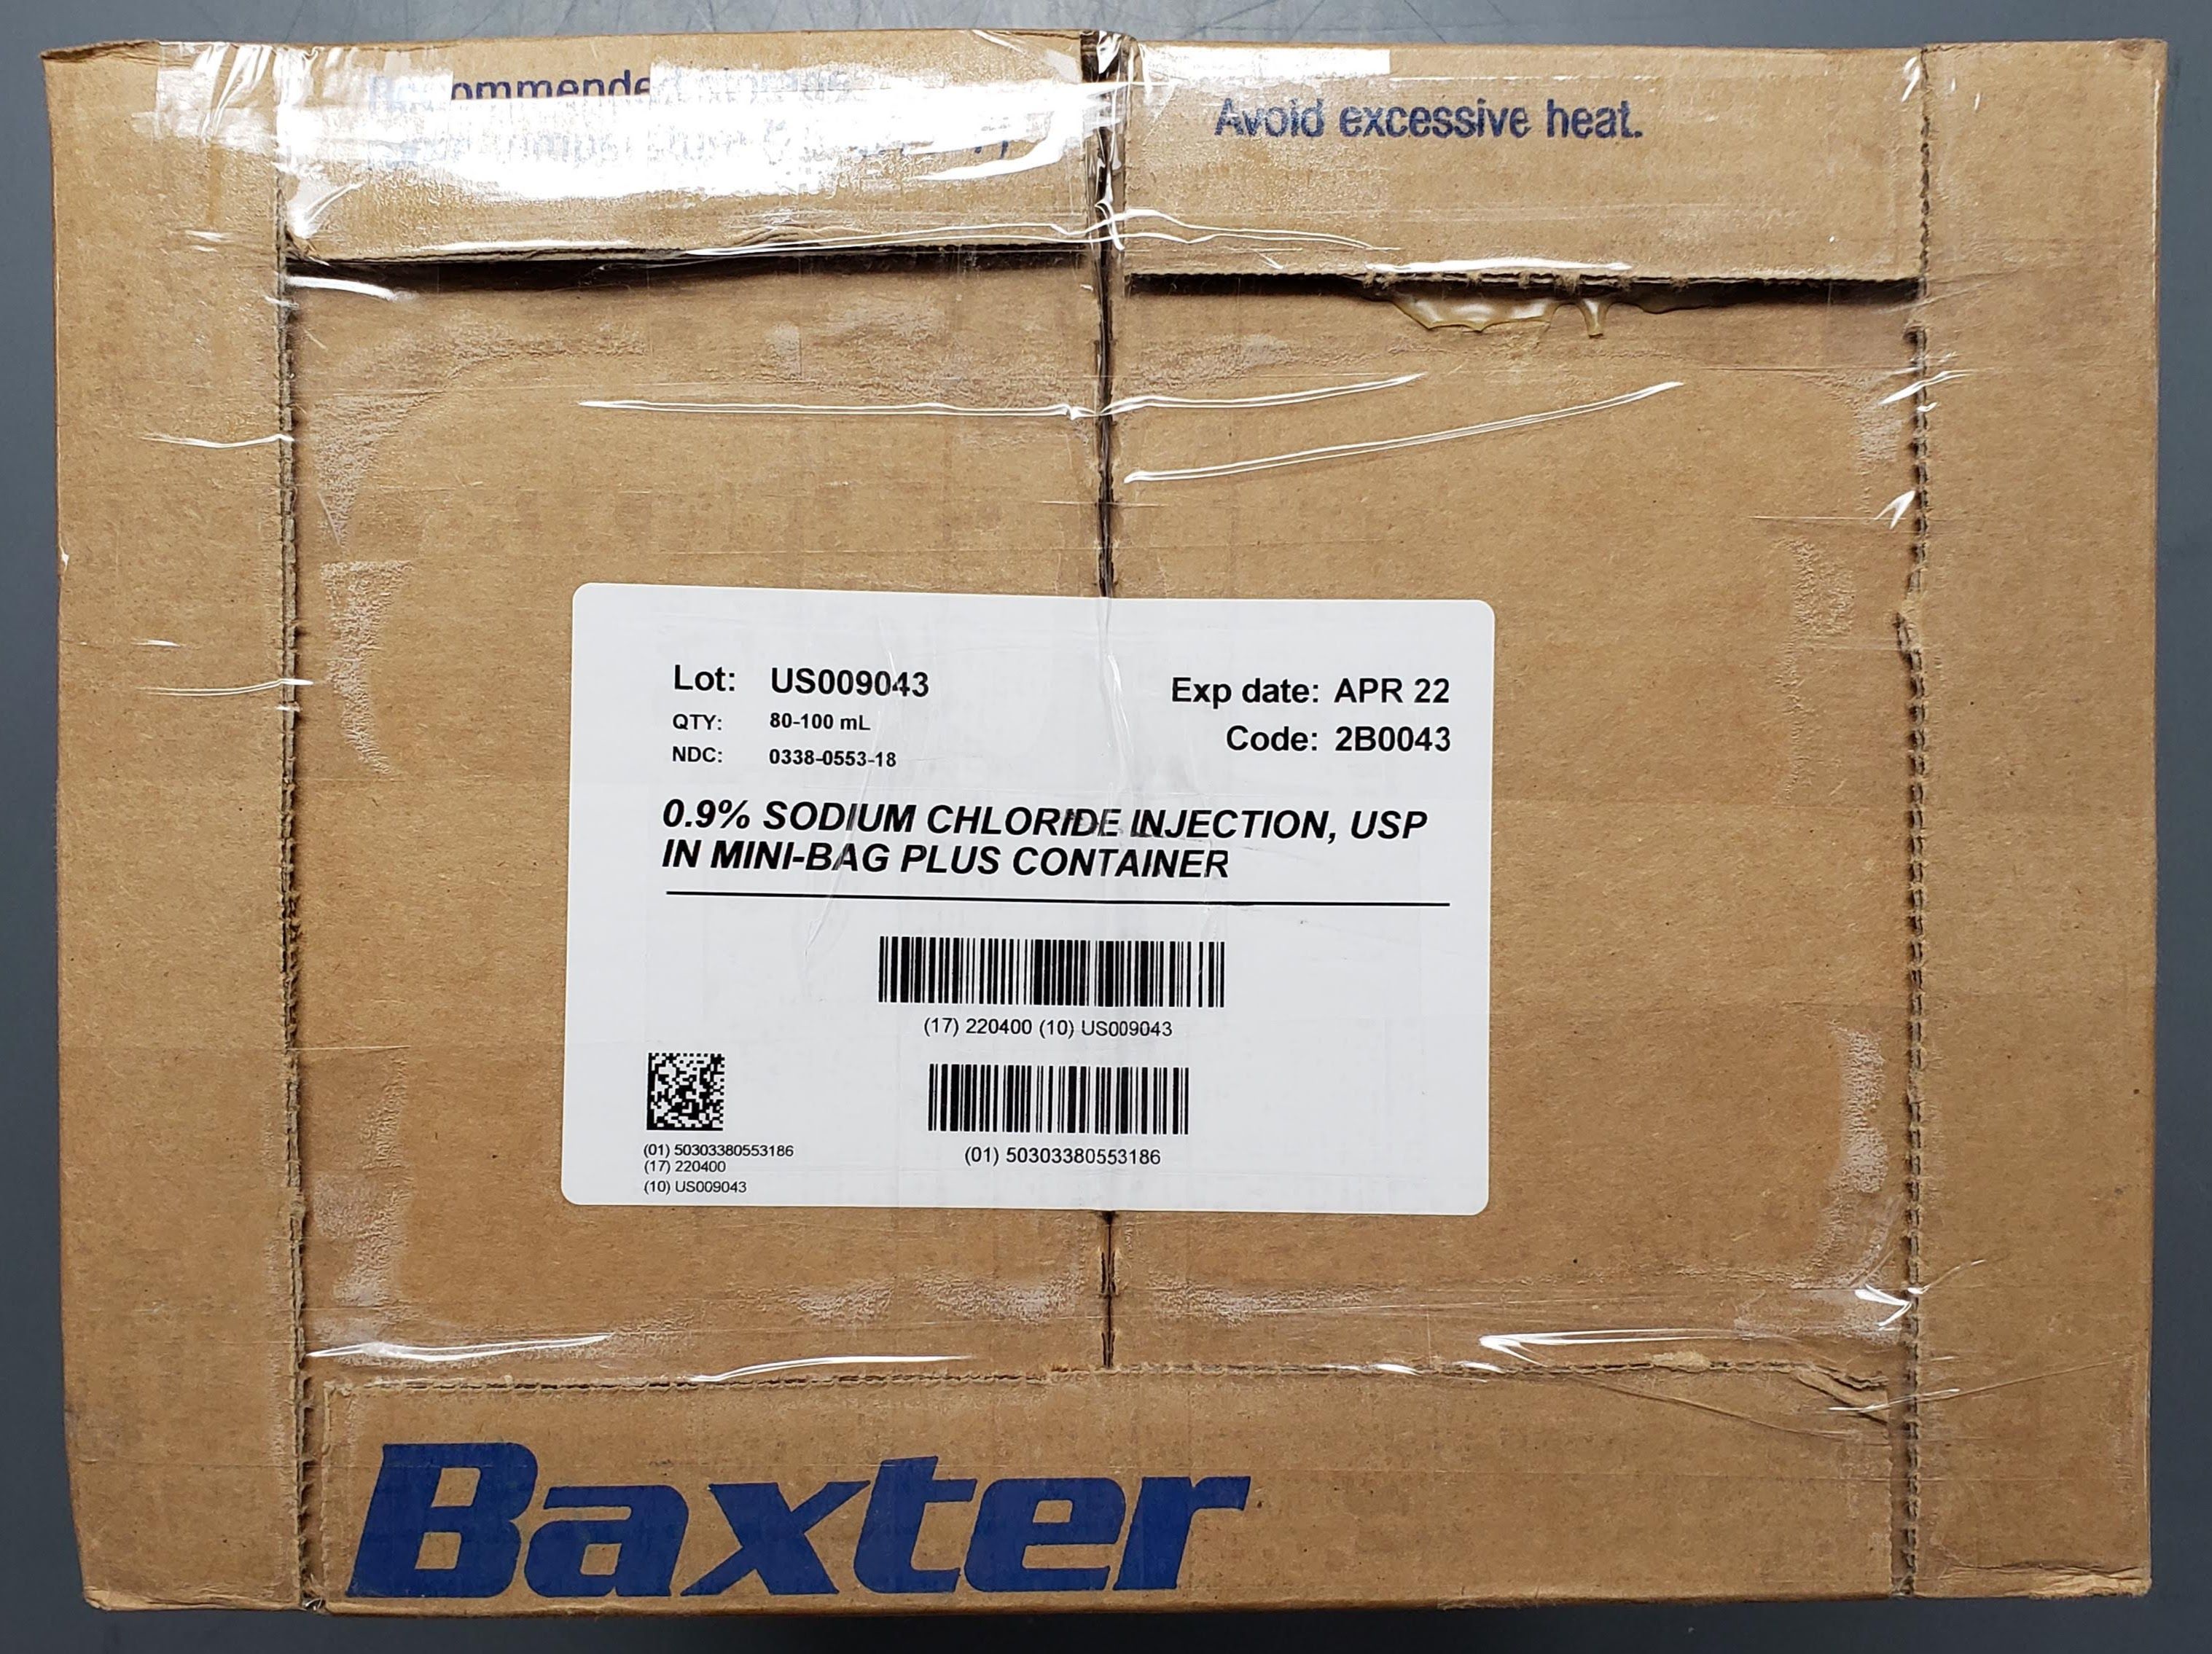 Recommended storage
Avoid excessive heat.
Lot: US009043
Exp date: APR 22
QTY: 80-100 mL
Code: 2B0043
NDC: 0338-0553-18
0.9% SODIUM CHLORIDE INJECTION, USP
IN MINI-BAG PLUS CONTAINER
(17) 220400 (10) US009043
(01) 50303380553186
(01) 50303380553186
(17) 220400
(10) US009043
Baxter